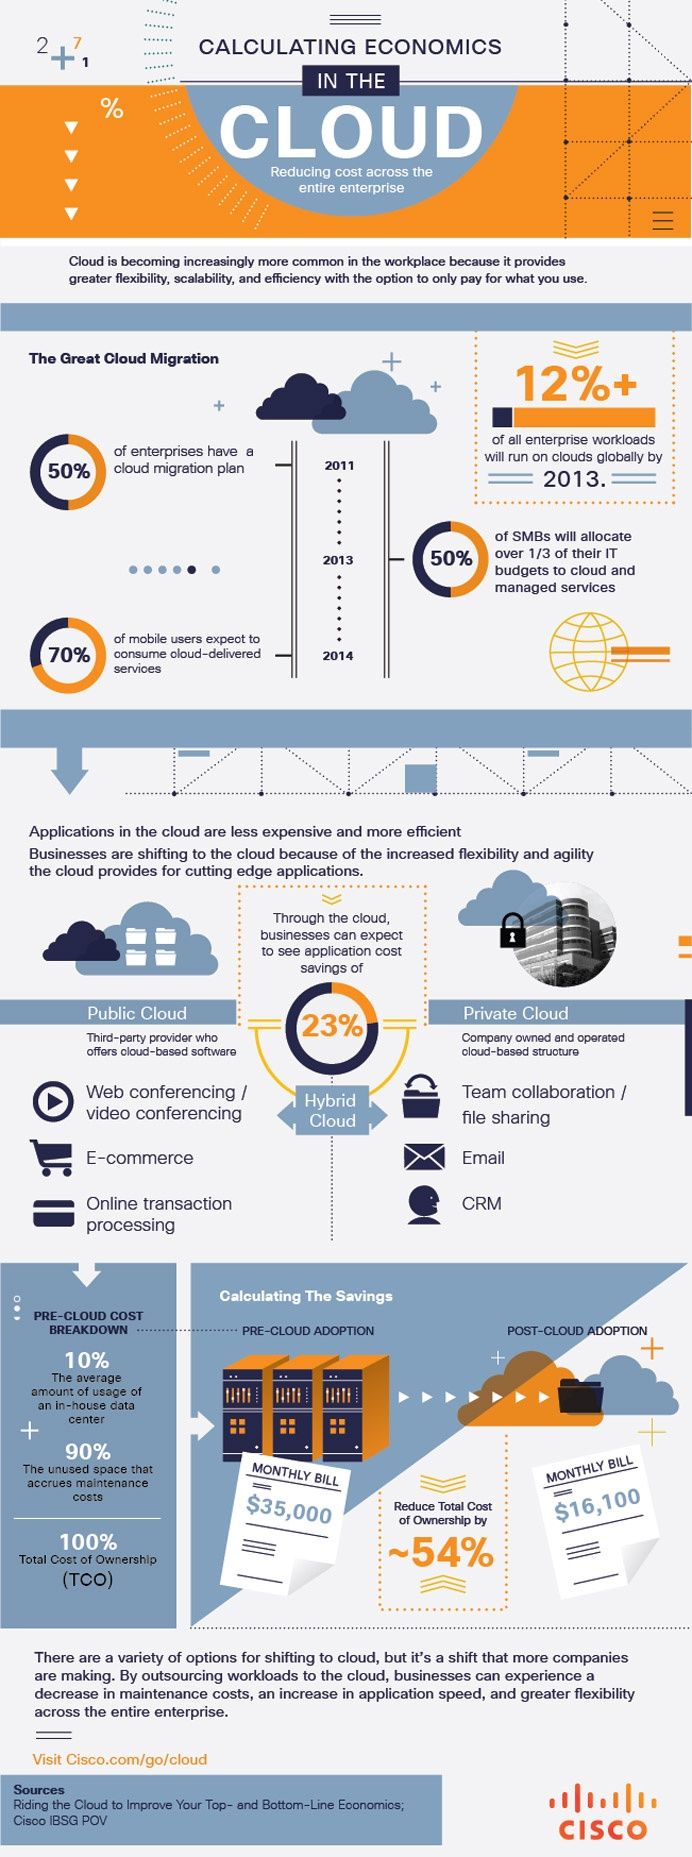 2
+
7
1
%
CALCULATING ECONOMICS
IN THE
CLOUD
Reducing cost across the
entire enterprise
Cloud is becoming increasingly more common in the workplace because it provides
greater flexibility, scalability, and efficiency with the option to only pay for what you use.
The Great Cloud Migration
12%+
of all enterprise workloads
will run on clouds globally by
2013.
50%
of enterprises have a
cloud migration plan
2011
2013
50%
of SMBs will allocate
over 1/3 of their IT
budgets to cloud and
managed services
70%
of mobile users expect to
consume cloud-delivered
services
2014
Applications in the cloud are less expensive and more efficient
Businesses are shifting to the cloud because of the increased flexibility and agility
the cloud provides for cutting edge applications.
Through the cloud,
businesses can expect
to see application cost
savings of
23%
Hybrid
Cloud
Public Cloud
Third-party provider who
offers cloud-based software
Web conferencing /
video conferencing
E-commerce
Online transaction
processing
Private Cloud
Company owned and operated
cloud-based structure
Team collaboration /
file sharing
Email
CRM
PRE-CLOUD COST
BREAKDOWN
10%
The average
amount of usage of
an in-house data
center
90%
The unused space that
accrues maintenance
costs
100%
Total Cost of Ownership
(TCO)
Calculating The Savings
PRE-CLOUD ADOPTION
POST-CLOUD ADOPTION
MONTHLY BILL
$35,000
Reduce Total Cost
of Ownership by
~54%
MONTHLY BILL
$16,100
There are a variety of options for shifting to cloud, but it's a shift that more companies
are making. By outsourcing workloads to the cloud, businesses can experience a
decrease in maintenance costs, an increase in application speed, and greater flexibility
across the entire enterprise.
Visit Cisco.com/go/cloud
Sources
Riding the Cloud to Improve Your Top- and Bottom-Line Economics;
Cisco IBSG POV
CISCO